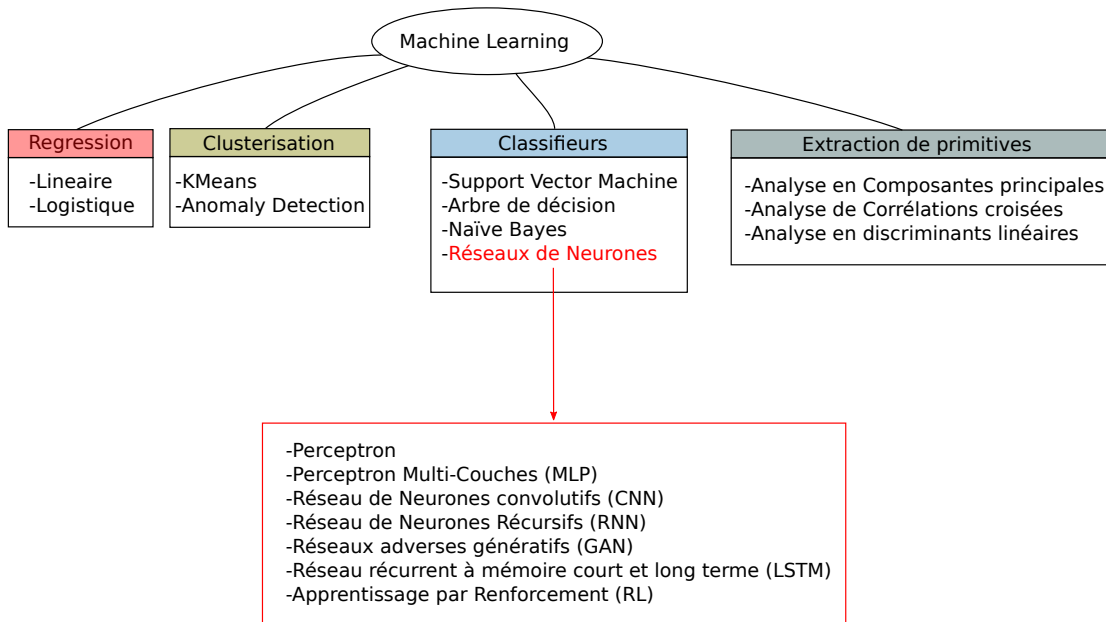 Machine Learning
Regression
-Lineaire
-Logistique
Clusterisation
-KMeans
-Anomaly Detection
Classifieurs
-Support Vector Machine
-Arbre de décision
-Naïve Bayes
-Réseaux de Neurones
Extraction de primitives
-Analyse en Composantes principales
-Analyse de Corrélations croisées
-Analyse en discriminants linéaires
-Perceptron
-Perceptron Multi-Couches (MLP)
-Réseau de Neurones convolutifs (CNN)
-Réseau de Neurones Récursifs (RNN)
-Réseaux adverses génératifs (GAN)
-Réseau récurrent à mémoire court et long terme (LSTM)
-Apprentissage par Renforcement (RL)